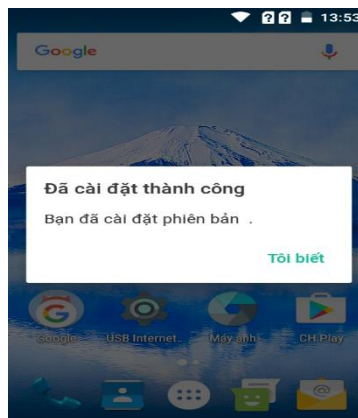 13:53
Google
Đã cài đặt thành công
Bạn đã cài đặt phiên bản .
Tôi biết
Google USB Internet.. Máy ảnh CH Play